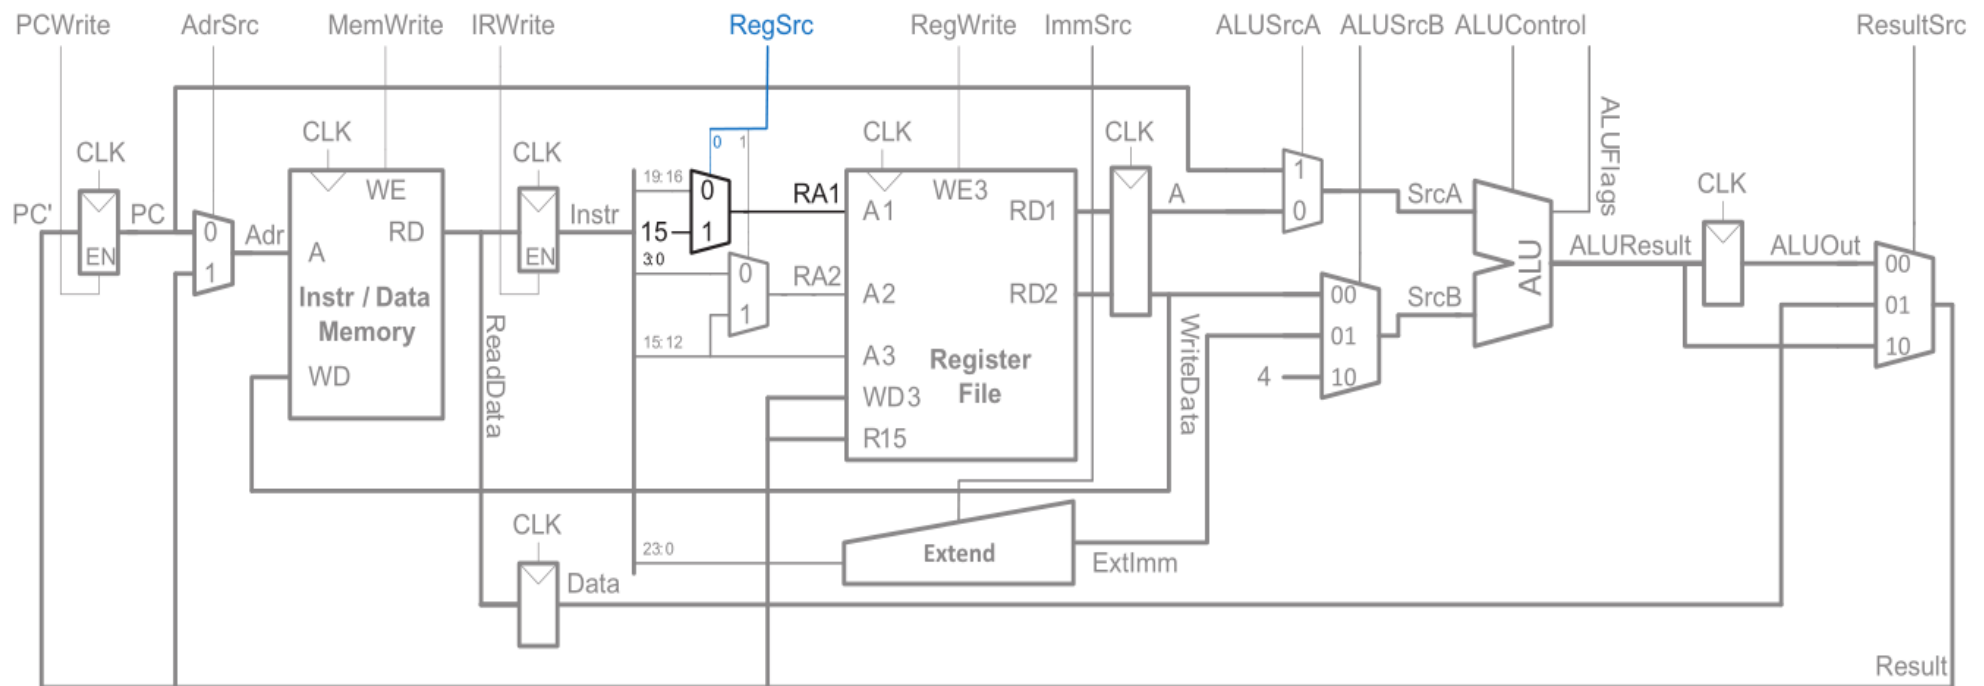 PCWrite AdrSrc MemWrite IRWrite RegSrc RegWrite ImmSrc ALUSrcA ALUSrcB ALUControl ResultSrc
CLK
PC'
EN
PC
0
1
Adr
CLK
WE
RD
A
Instr / Data
Memory
WD
ReadData
CLK
EN
Instr
CLK
Data
0 1
19:16
15
3:0
15:12
23:0
0
1
RA1
0
1
RA2
CLK
WE3
A1
RD1
A2
RD2
A3
WD3
R15
Register
File
Extend
ExtImm
CLK
A
WriteData
1
0
SrcA
00
01
10
4
SrcB
ALU
ALUFlags
ALUResult
CLK
ALUOut
00
01
10
Result